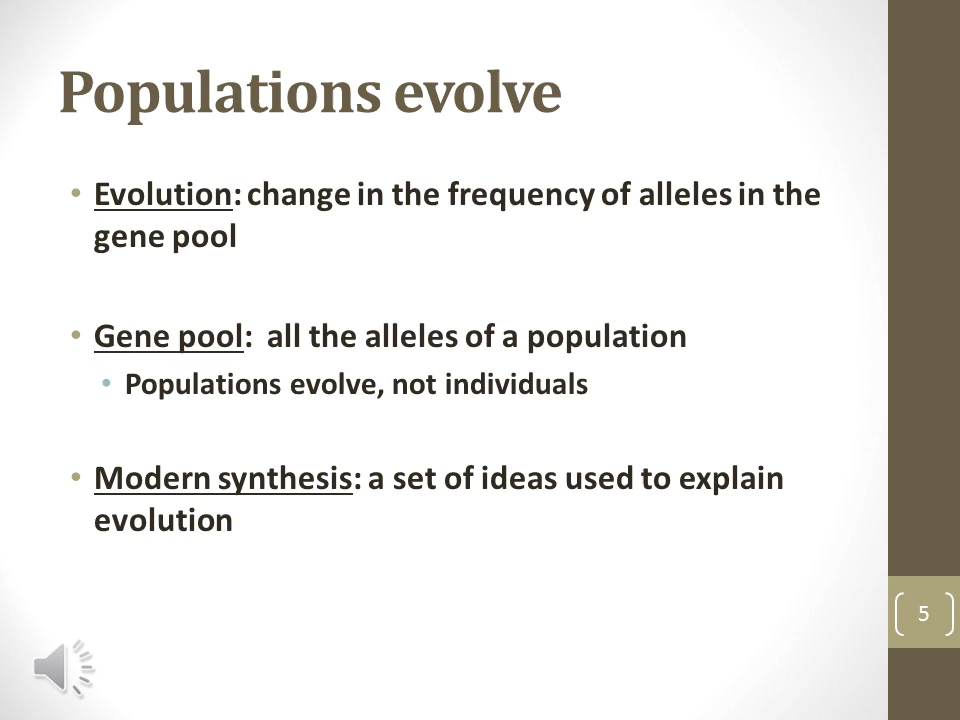 Populations evolve
• Evolution: change in the frequency of alleles in the
gene pool
• Gene pool:  all the alleles of a population
• Populations evolve, not individuals
• Modern synthesis: a set of ideas used to explain
evolution
5